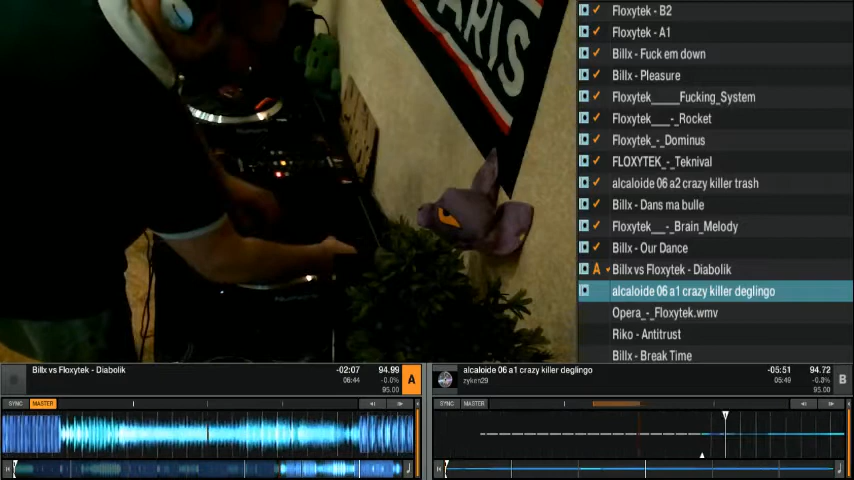 PARIS
Floxytek - B2
Floxytek - A1
Billx - Fuck em down
Billx - Pleasure
Floxytek_____Fucking_System
Floxytek___-_Rocket
Floxytek_-_Dominus
FLOXYTEK_-_Teknival
alcaloide 06 a2 crazy killer trash
Billx - Dans ma bulle
Floxytek___-_Brain_Melody
Billx - Our Dance
A Billx vs Floxytek - Diabolik
alcaloide 06 a1 crazy killer deglingo
Opera_-_Floxytek.wmv
Riko - Antitrust
Billx - Break Time
Billx vs Floxytek - Diabolik -02:07 94.99
06:44 -0.0%
95.00
A
SYNC MASTER
alcaloide 06 a1 crazy killer deglingo -05:51 94.72
zyken29 05:49 -0.3%
95.00
B
SYNC MASTER